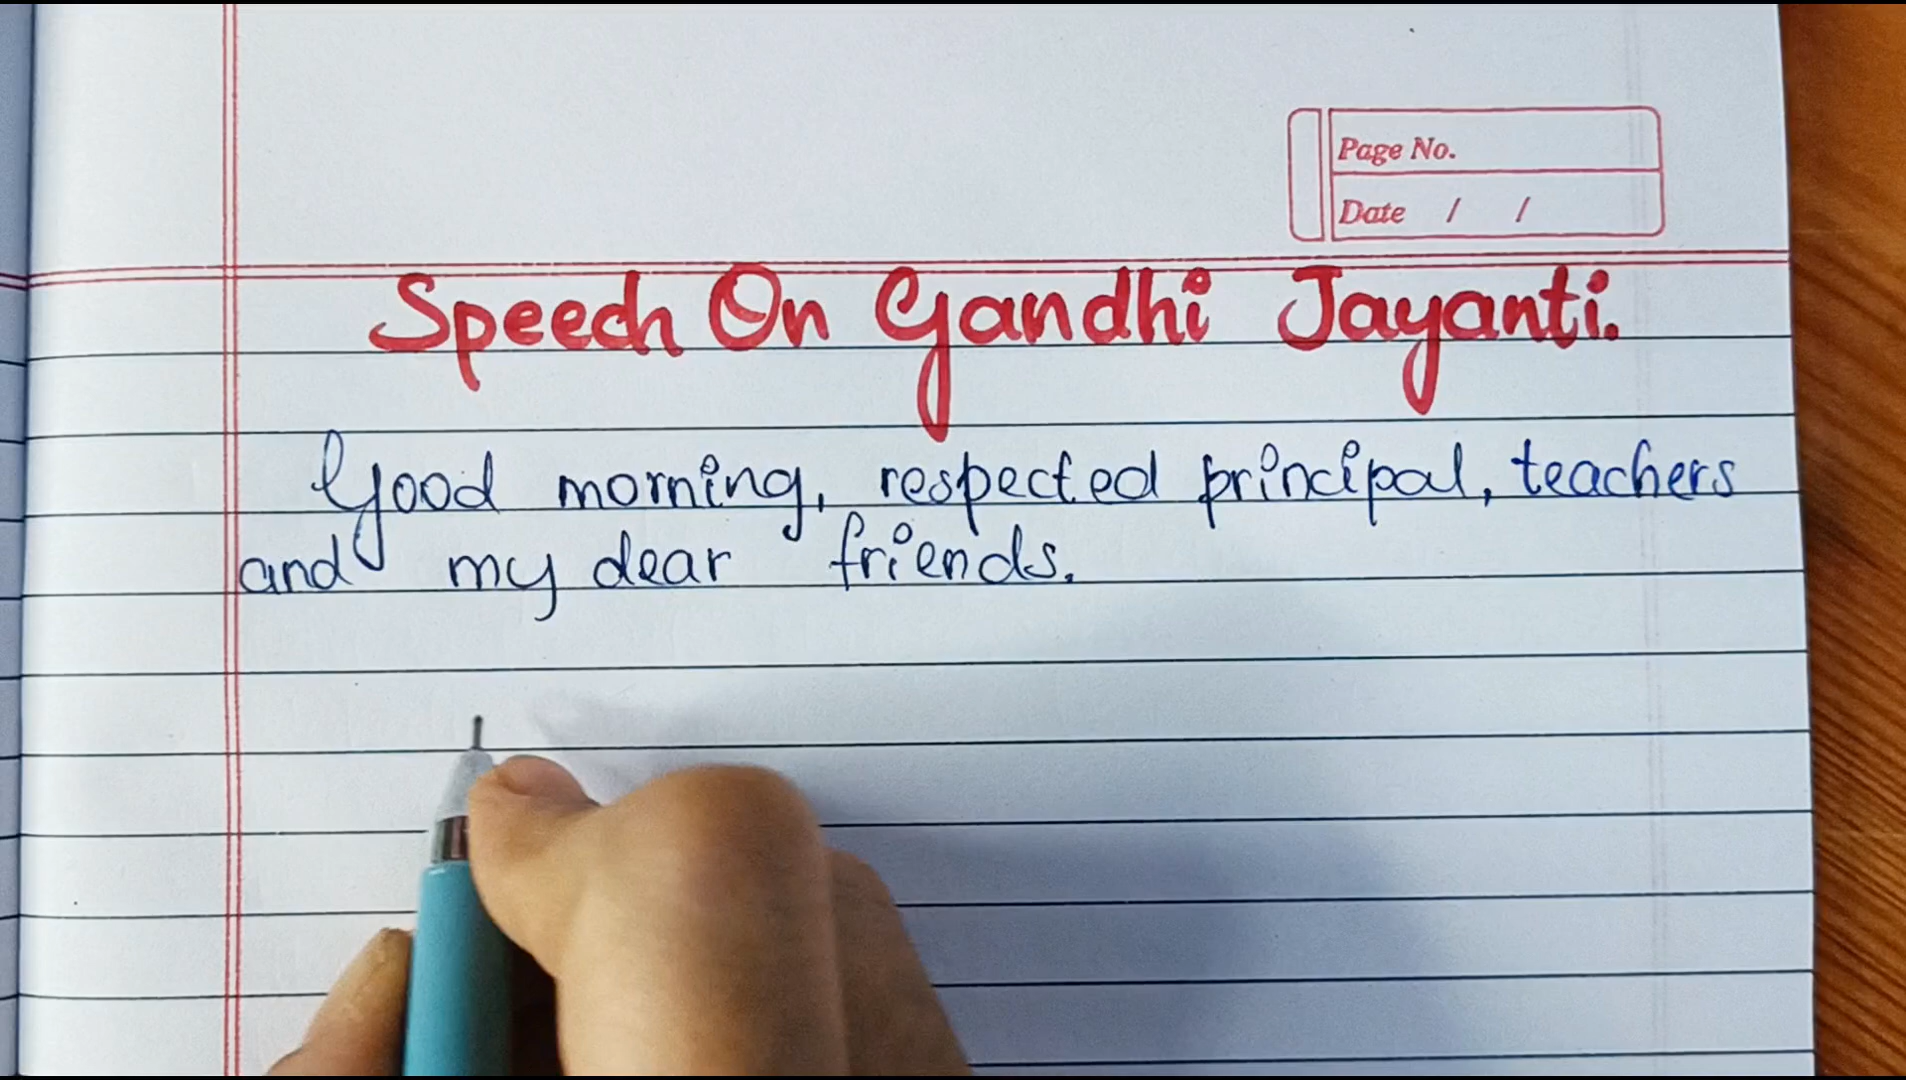 Page No.
Date / /
Speech On Gandhi Jayanti.
Good morning, respected principal, teachers
and my dear friends.